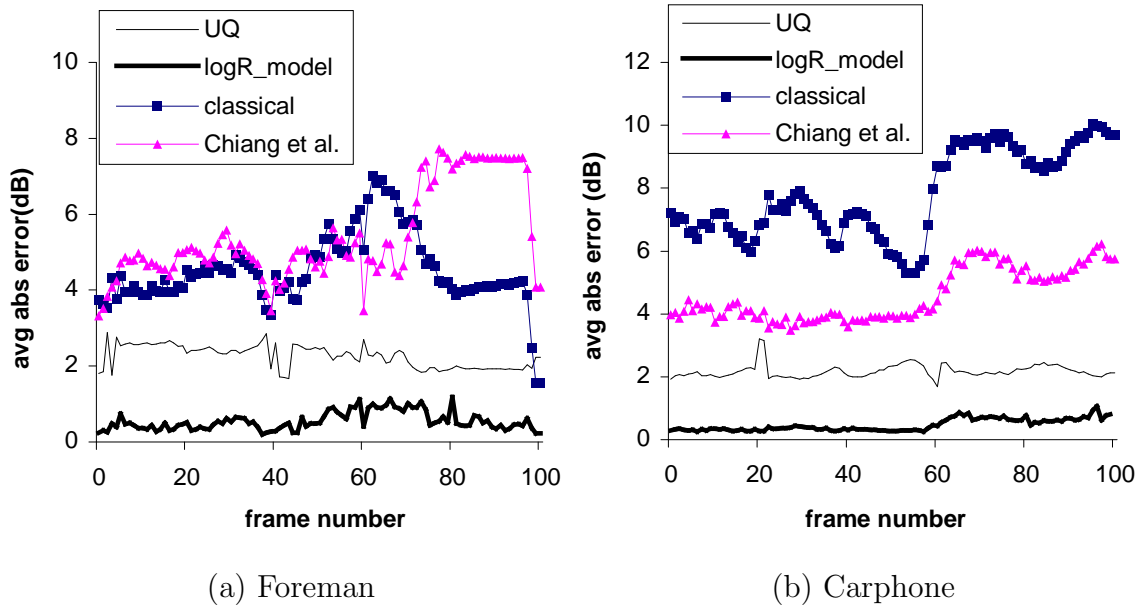 UQ
logR_model
classical
Chiang et al.
10
8
6
4
2
0
avg abs error(dB)
0 20 40 60 80 100
frame number
(a) Foreman
UQ
logR_model
classical
Chiang et al.
12
10
8
6
4
2
0
avg abs error (dB)
0 20 40 60 80 100
frame number
(b) Carphone